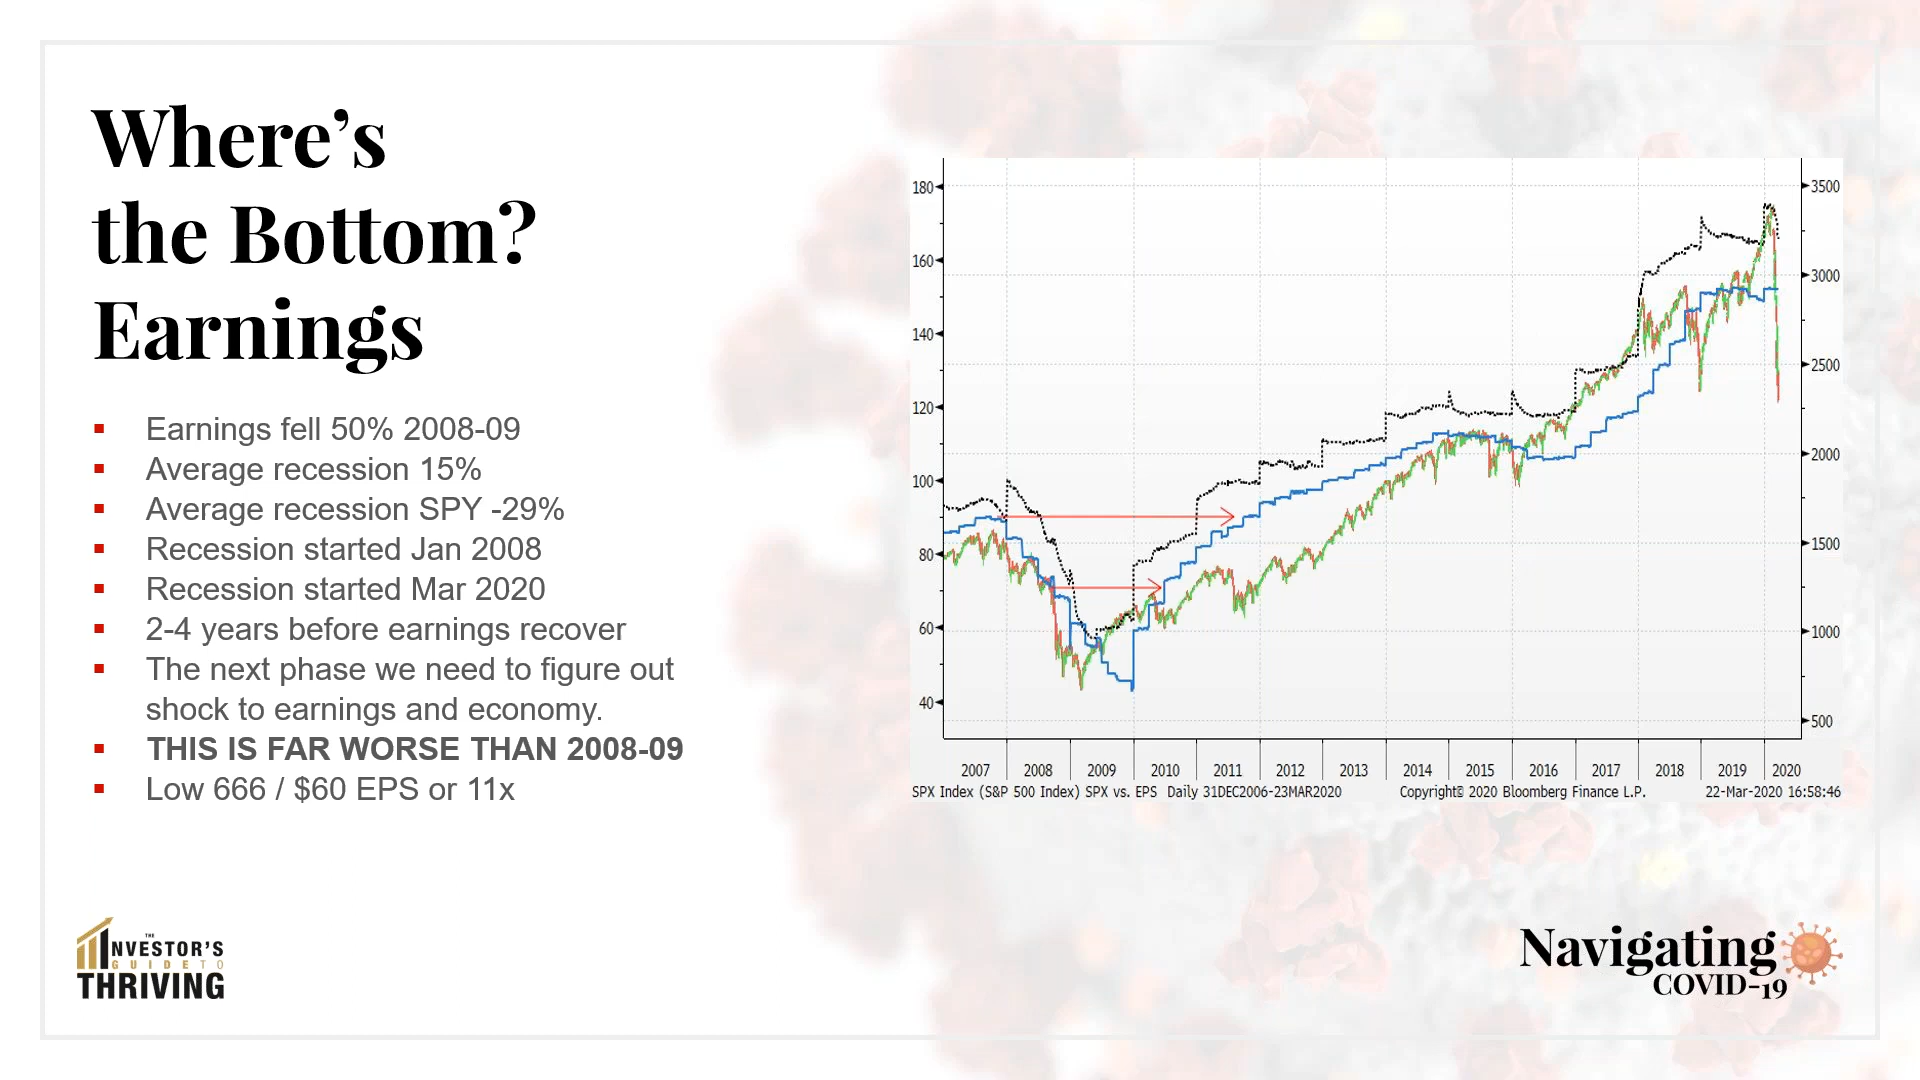 Where’s
the Bottom?
Earnings
▪ Earnings fell 50% 2008-09
▪ Average recession 15%
▪ Average recession SPY -29%
▪ Recession started Jan 2008
▪ Recession started Mar 2020
▪ 2-4 years before earnings recover
▪ The next phase we need to figure out
shock to earnings and economy.
▪ THIS IS FAR WORSE THAN 2008-09
▪ Low 666 / $60 EPS or 11x
180
160
140
120
100
80
60
40
3500
3000
2500
2000
1500
1000
500
2007 2008 2009 2010 2011 2012 2013 2014 2015 2016 2017 2018 2019 2020
SPX Index (S&P 500 Index) SPX vs. EPS Daily 31DEC2006-23MAR2020 Copyright© 2020 Bloomberg Finance L.P. 22-Mar-2020 16:58:46
THE
INVESTOR'S
GUIDE TO
THRIVING
Navigating
COVID-19